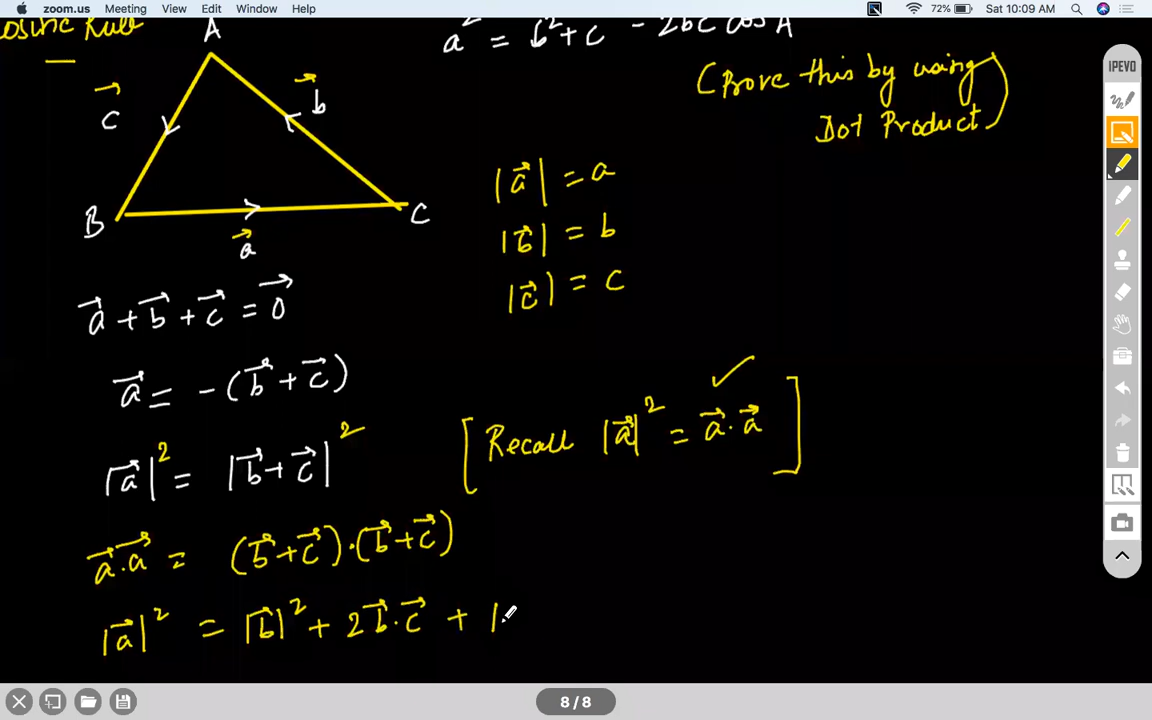 zoom.us Meeting View Edit Window Help 72% Sat 10:09 AM
osine Rule
a² = b² + c - 2bc cos A
(Prove this by using
Dot Product)
IPEVO
A
c⃗
b⃗
B
C
a⃗
|a⃗| = a
|b⃗| = b
|c⃗| = c
a⃗ + b⃗ + c⃗ = 0⃗
a⃗ = - (b⃗ + c⃗)
[Recall |a⃗|² = a⃗ . a⃗]
|a⃗|² = |b⃗ + c⃗|²
a⃗ . a⃗ = (b⃗ + c⃗) . (b⃗ + c⃗)
|a⃗|² = |b⃗|² + 2b⃗ . c⃗ + |
8 / 8